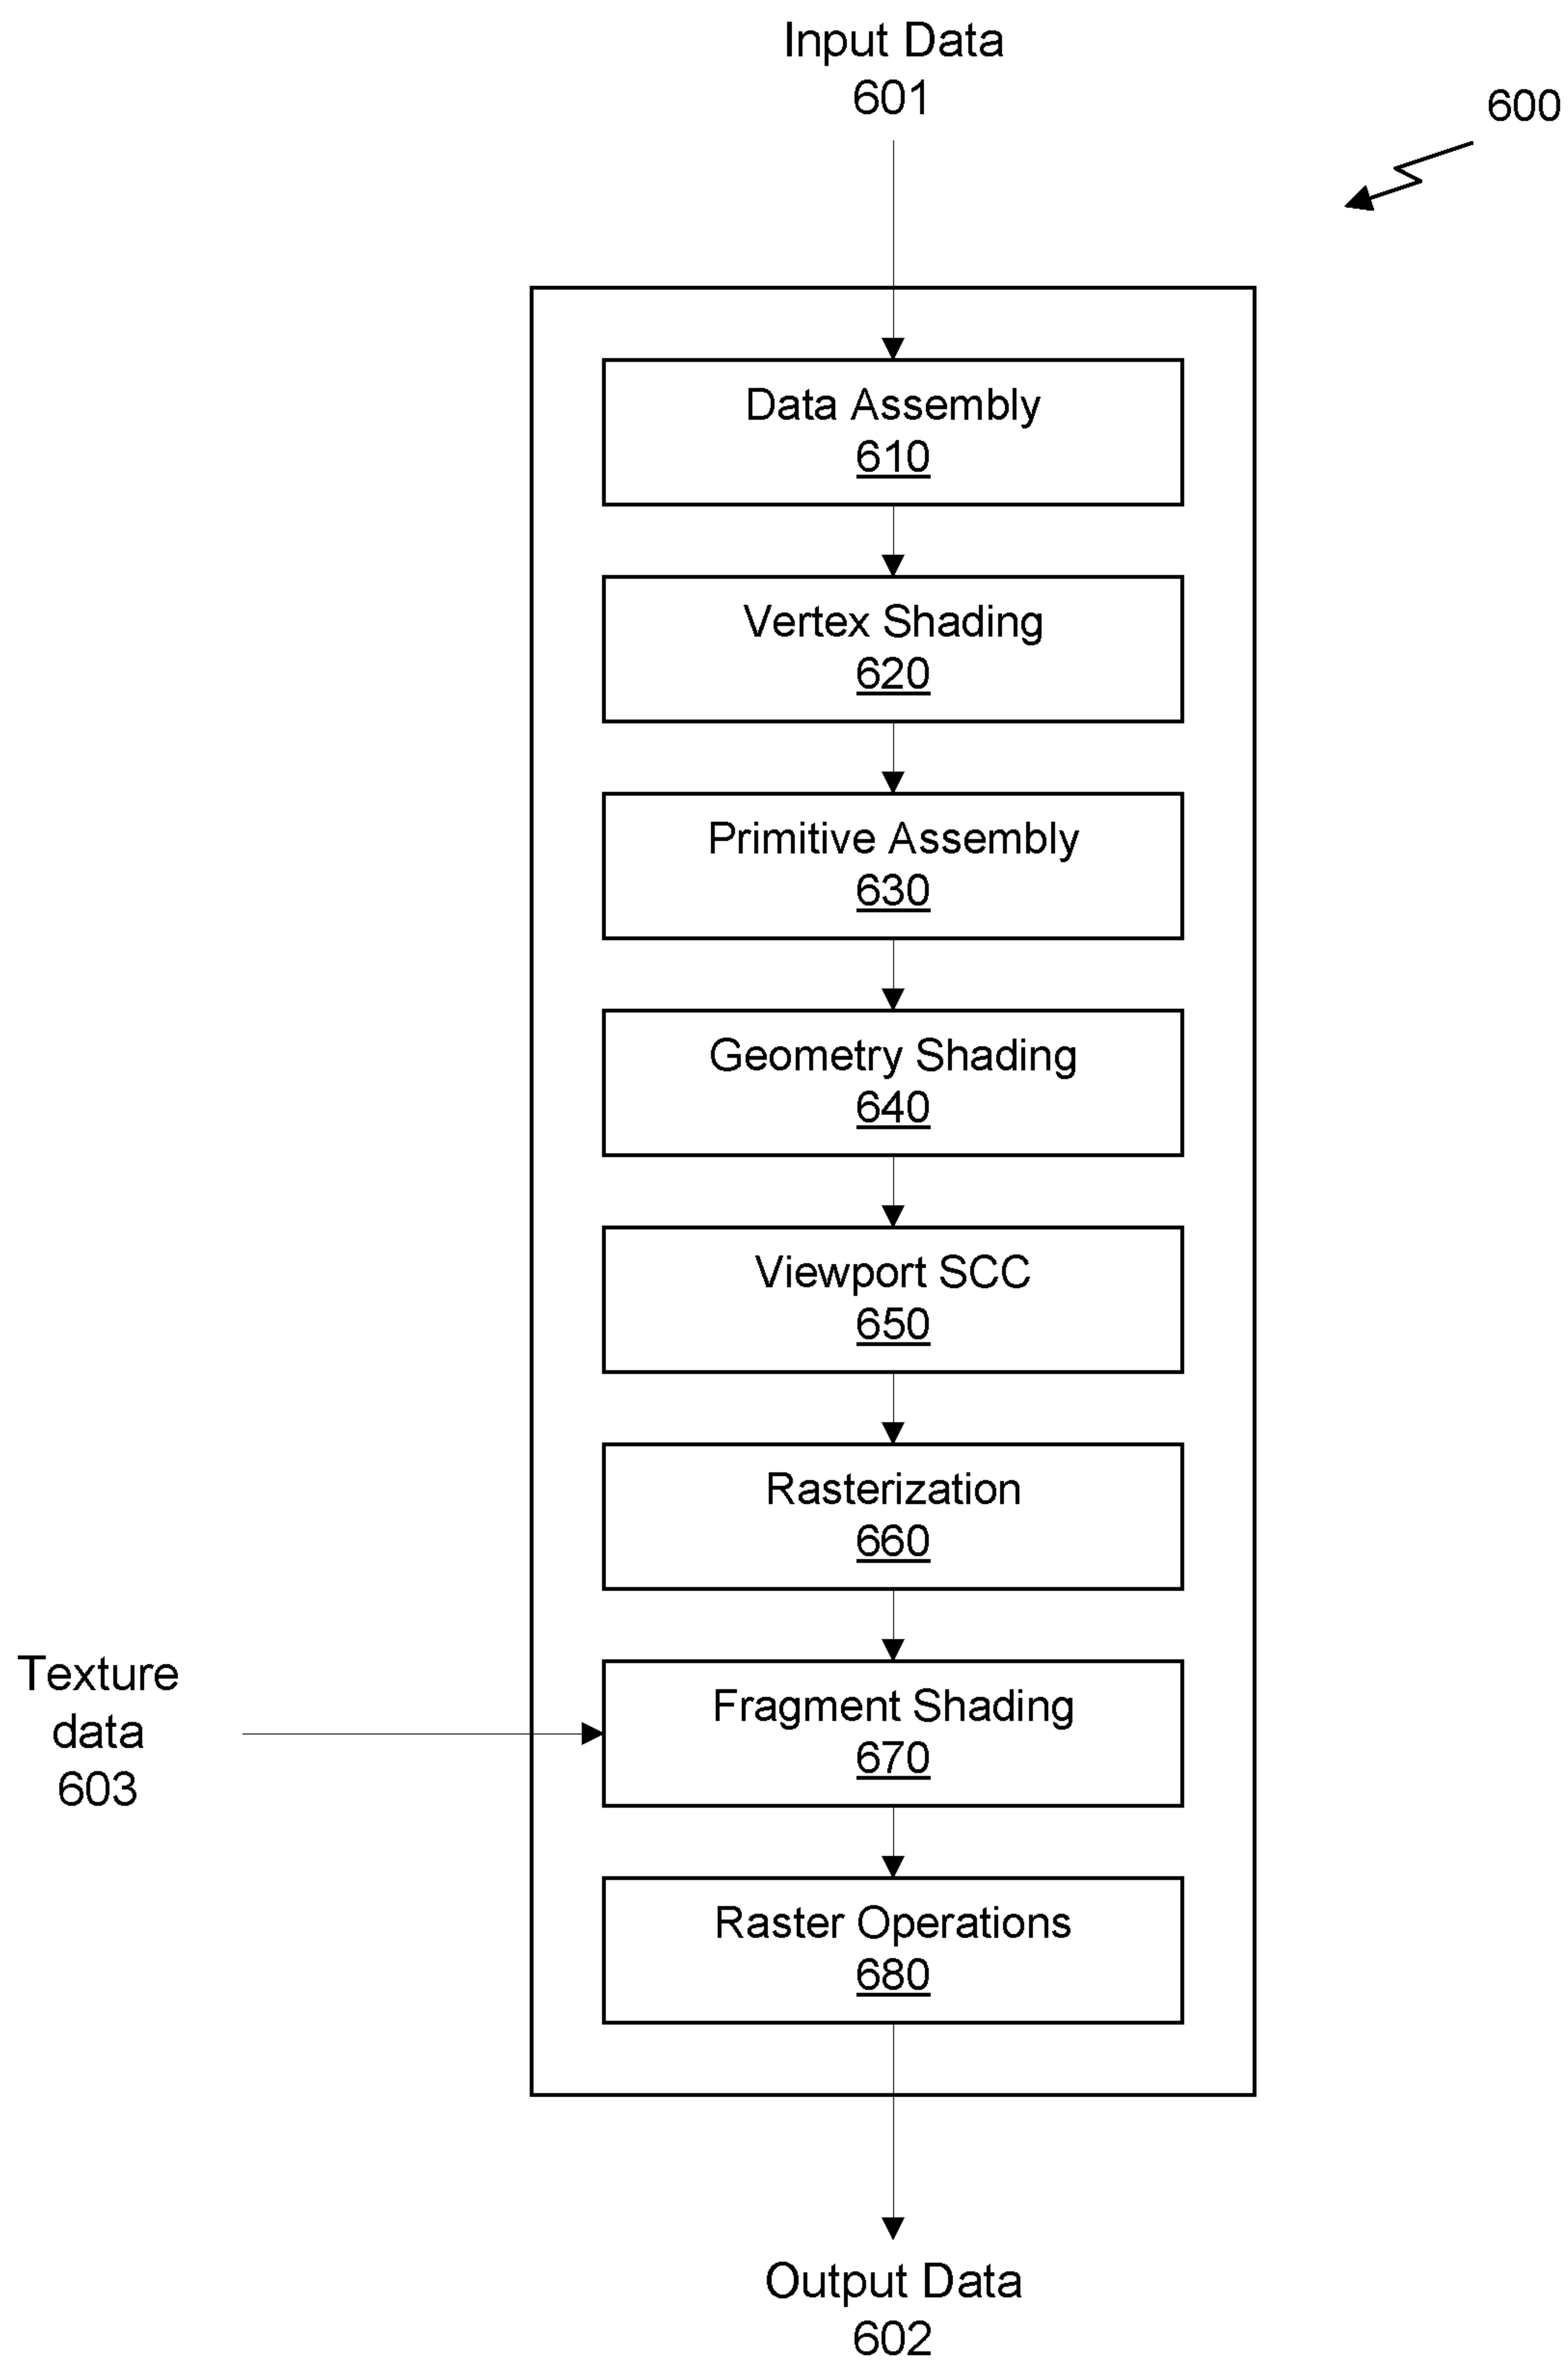 Input Data
601
600
Data Assembly
610
Vertex Shading
620
Primitive Assembly
630
Geometry Shading
640
Viewport SCC
650
Rasterization
660
Texture
data
603
Fragment Shading
670
Raster Operations
680
Output Data
602